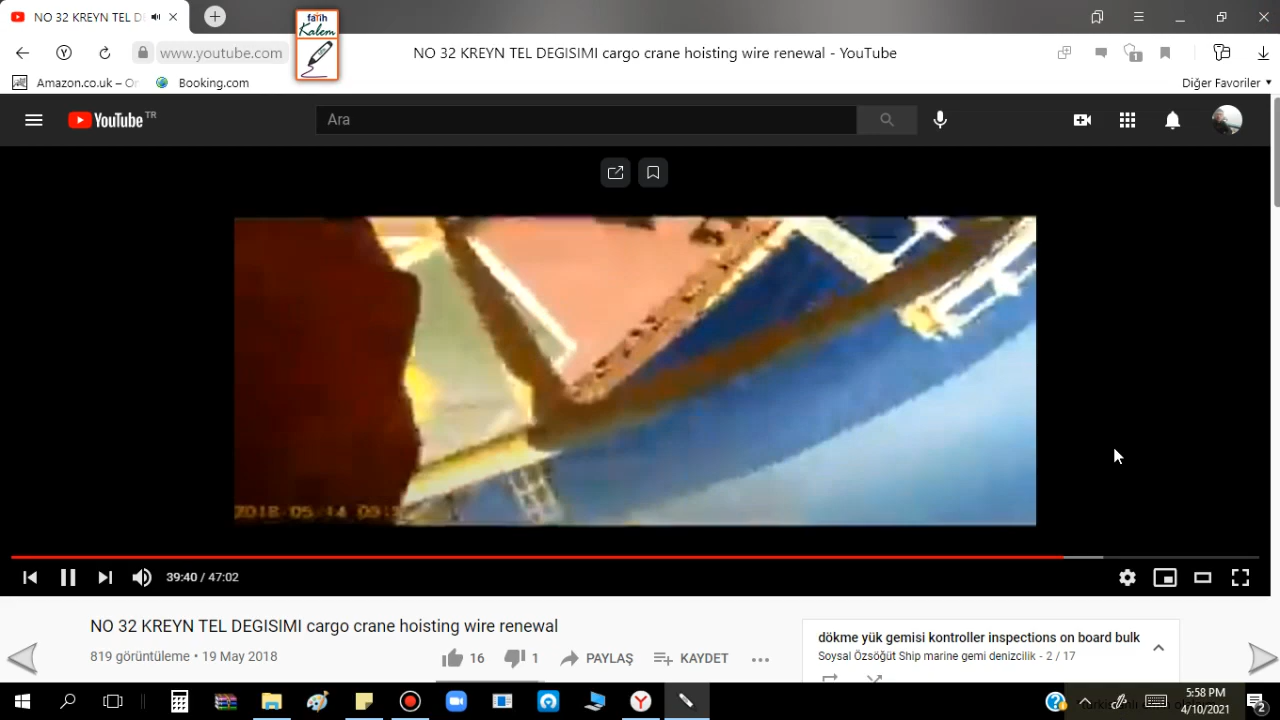 NO 32 KREYN TEL D
fatih
Kalem
www.youtube.com
NO 32 KREYN TEL DEGISIMI cargo crane hoisting wire renewal - YouTube
1
Amazon.co.uk – Or
Booking.com
Diğer Favoriler
YouTube TR
Ara
39:40 / 47:02
NO 32 KREYN TEL DEGISIMI cargo crane hoisting wire renewal
819 görüntüleme • 19 May 2018
16
1
PAYLAŞ
KAYDET
dökme yük gemisi kontroller inspections on board bulk
Soysal Özsöğüt Ship marine gemi denizcilik - 2 / 17
5:58 PM
4/10/2021
2